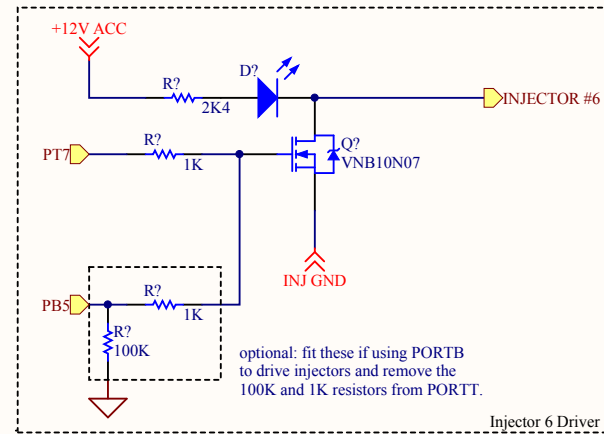 +12V ACC
D?
R?
2K4
INJECTOR #6
PT7
R?
1K
Q?
VNB10N07
INJ GND
PB5
R?
1K
R?
100K
optional: fit these if using PORTB
to drive injectors and remove the
100K and 1K resistors from PORTT.
Injector 6 Driver